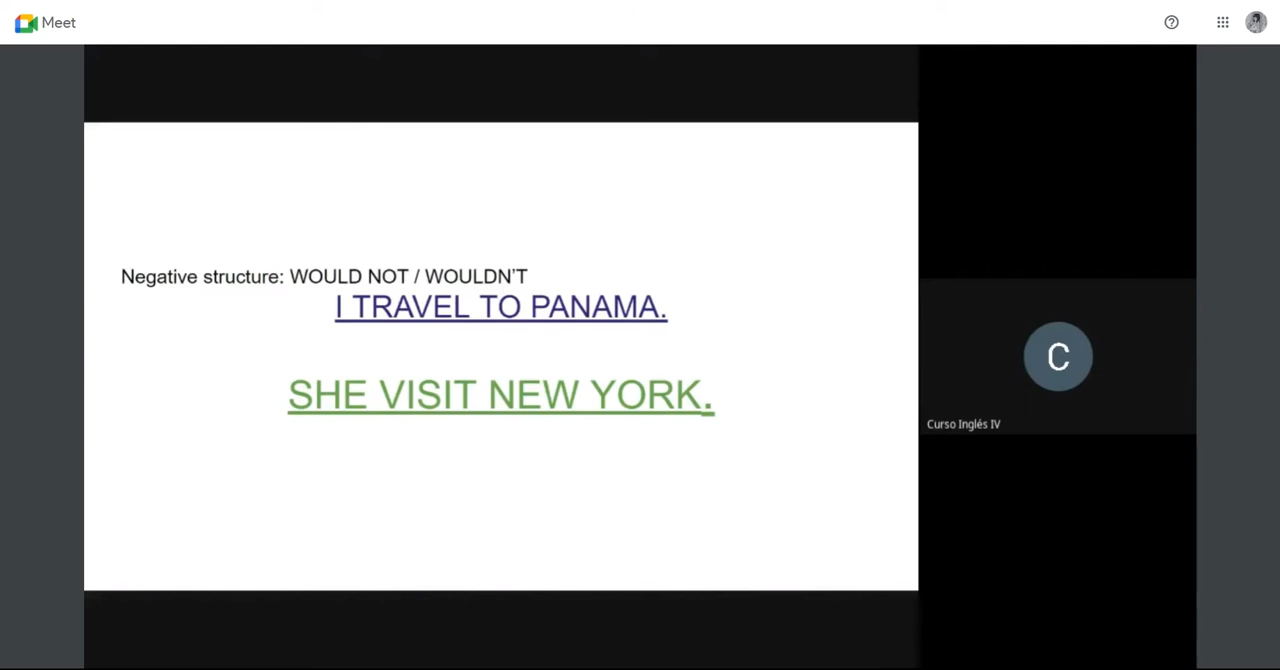 Meet
Negative structure: WOULD NOT / WOULDN'T
I TRAVEL TO PANAMA.
SHE VISIT NEW YORK.
C
Curso Inglés IV